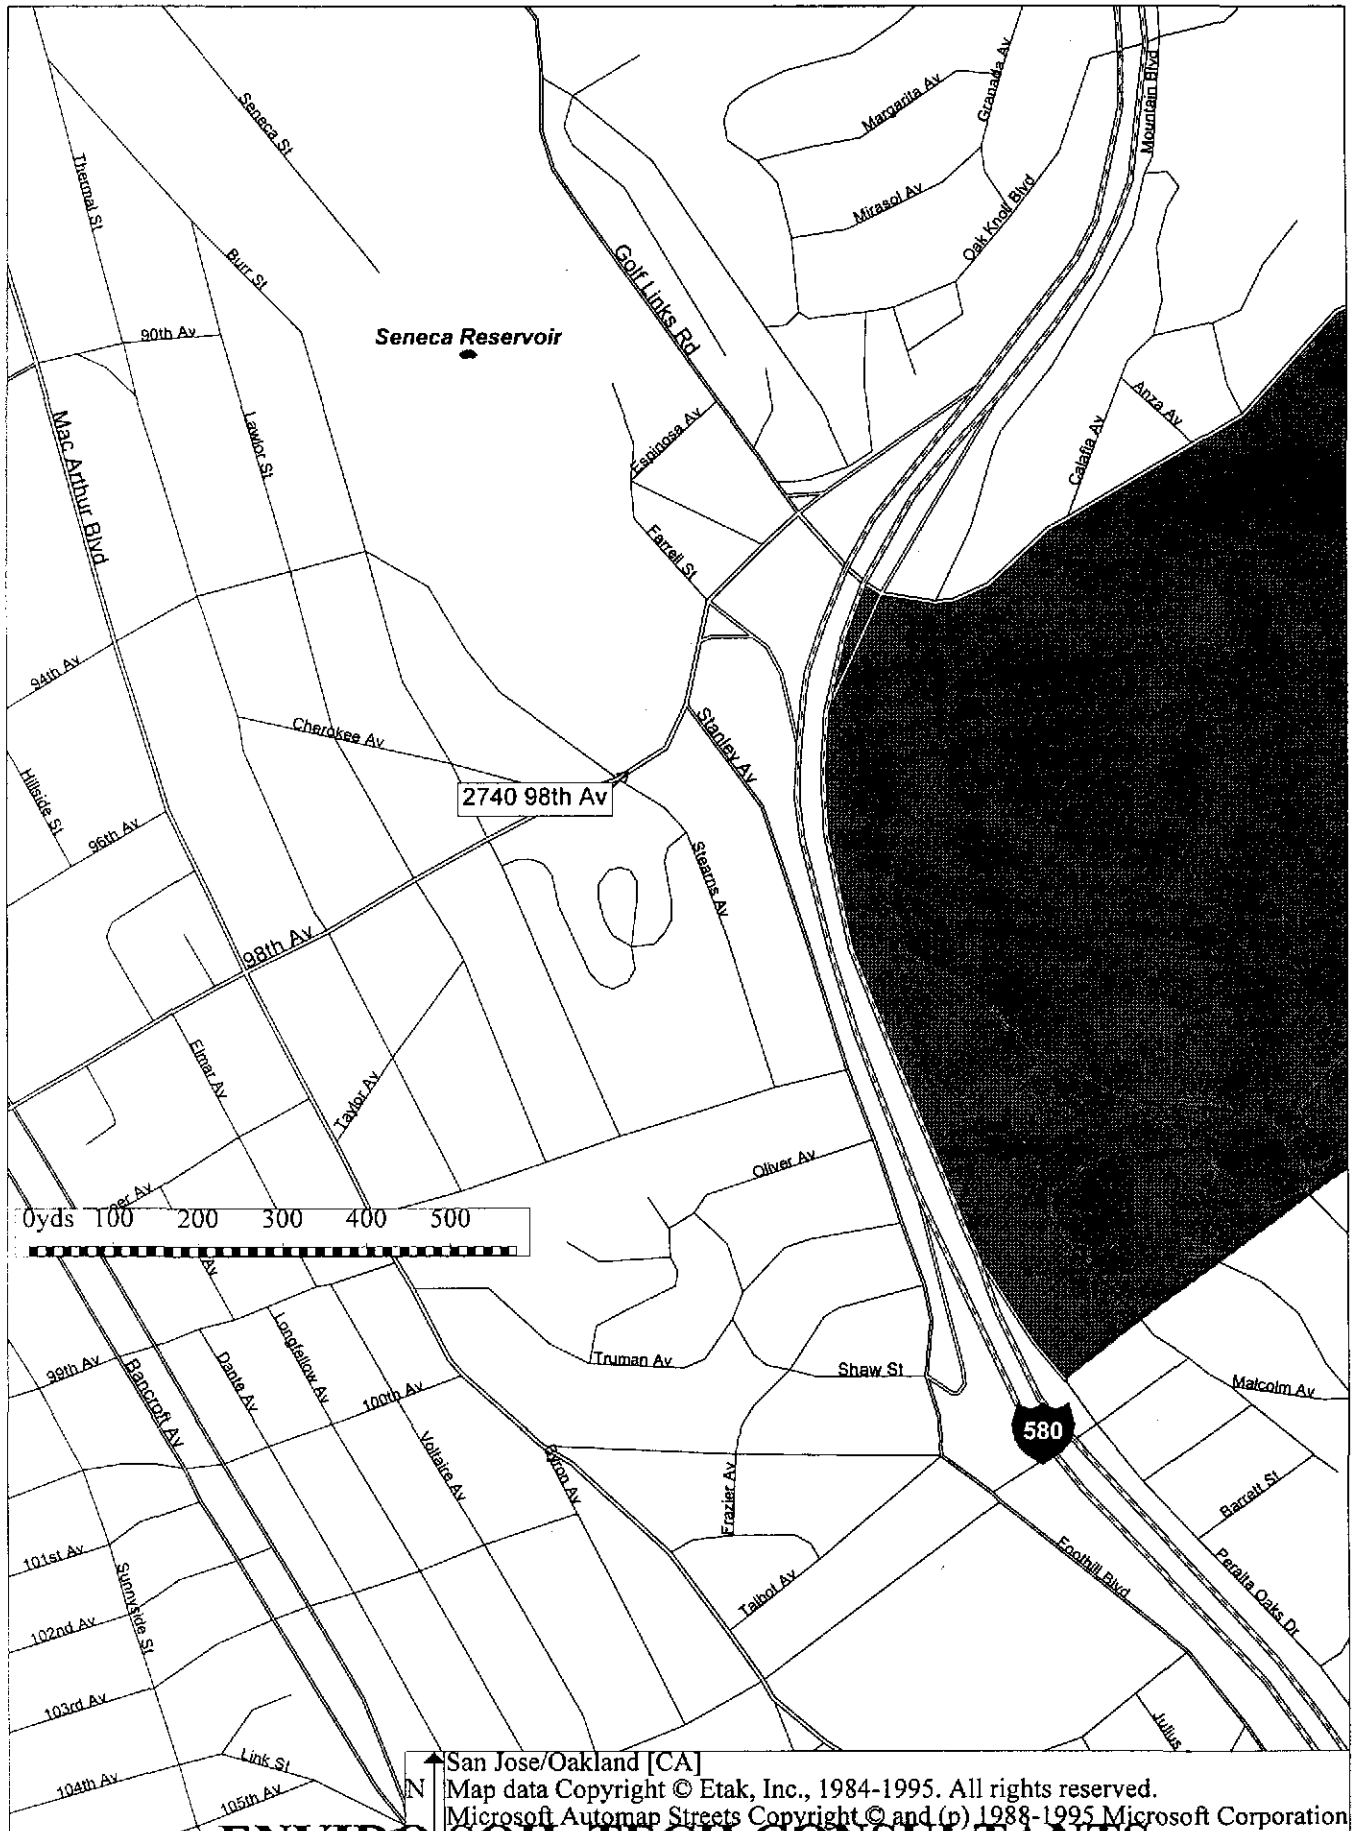 Seneca St
Thermal St
Burr St
90th Av
Seneca Reservoir
Golf Links Rd
Margarita Av
Granada Av
Mountain Blvd
Mirasol Av
Oak Knoll Blvd
Mac Arthur Blvd
Lawlor St
Espinosa Av
Farrell St
Anza Av
Calafia Av
94th Av
Cherokee Av
Stanley Av
2740 98th Av
Hillside St
96th Av
Stearns Av
98th Av
Elmar Av
Taylor Av
Oliver Av
ner Av
0yds 100 200 300 400 500
Av
99th Av
Bancroft Av
Dante Av
Longfellow Av
100th Av
Truman Av
Shaw St
Malcolm Av
580
Voltaire Av
Byron Av
Frazier Av
Barrett St
101st Av
Sunnyside St
102nd Av
Talbot Av
Foothill Blvd
Peralta Oaks Dr
103rd Av
Julius
Link St
104th Av
105th Av
N
San Jose/Oakland [CA]
Map data Copyright © Etak, Inc., 1984-1995. All rights reserved.
Microsoft Automap Streets Copyright © and (p) 1988-1995 Microsoft Corporation
ENVIRO SOIL TECH CONSULTANTS